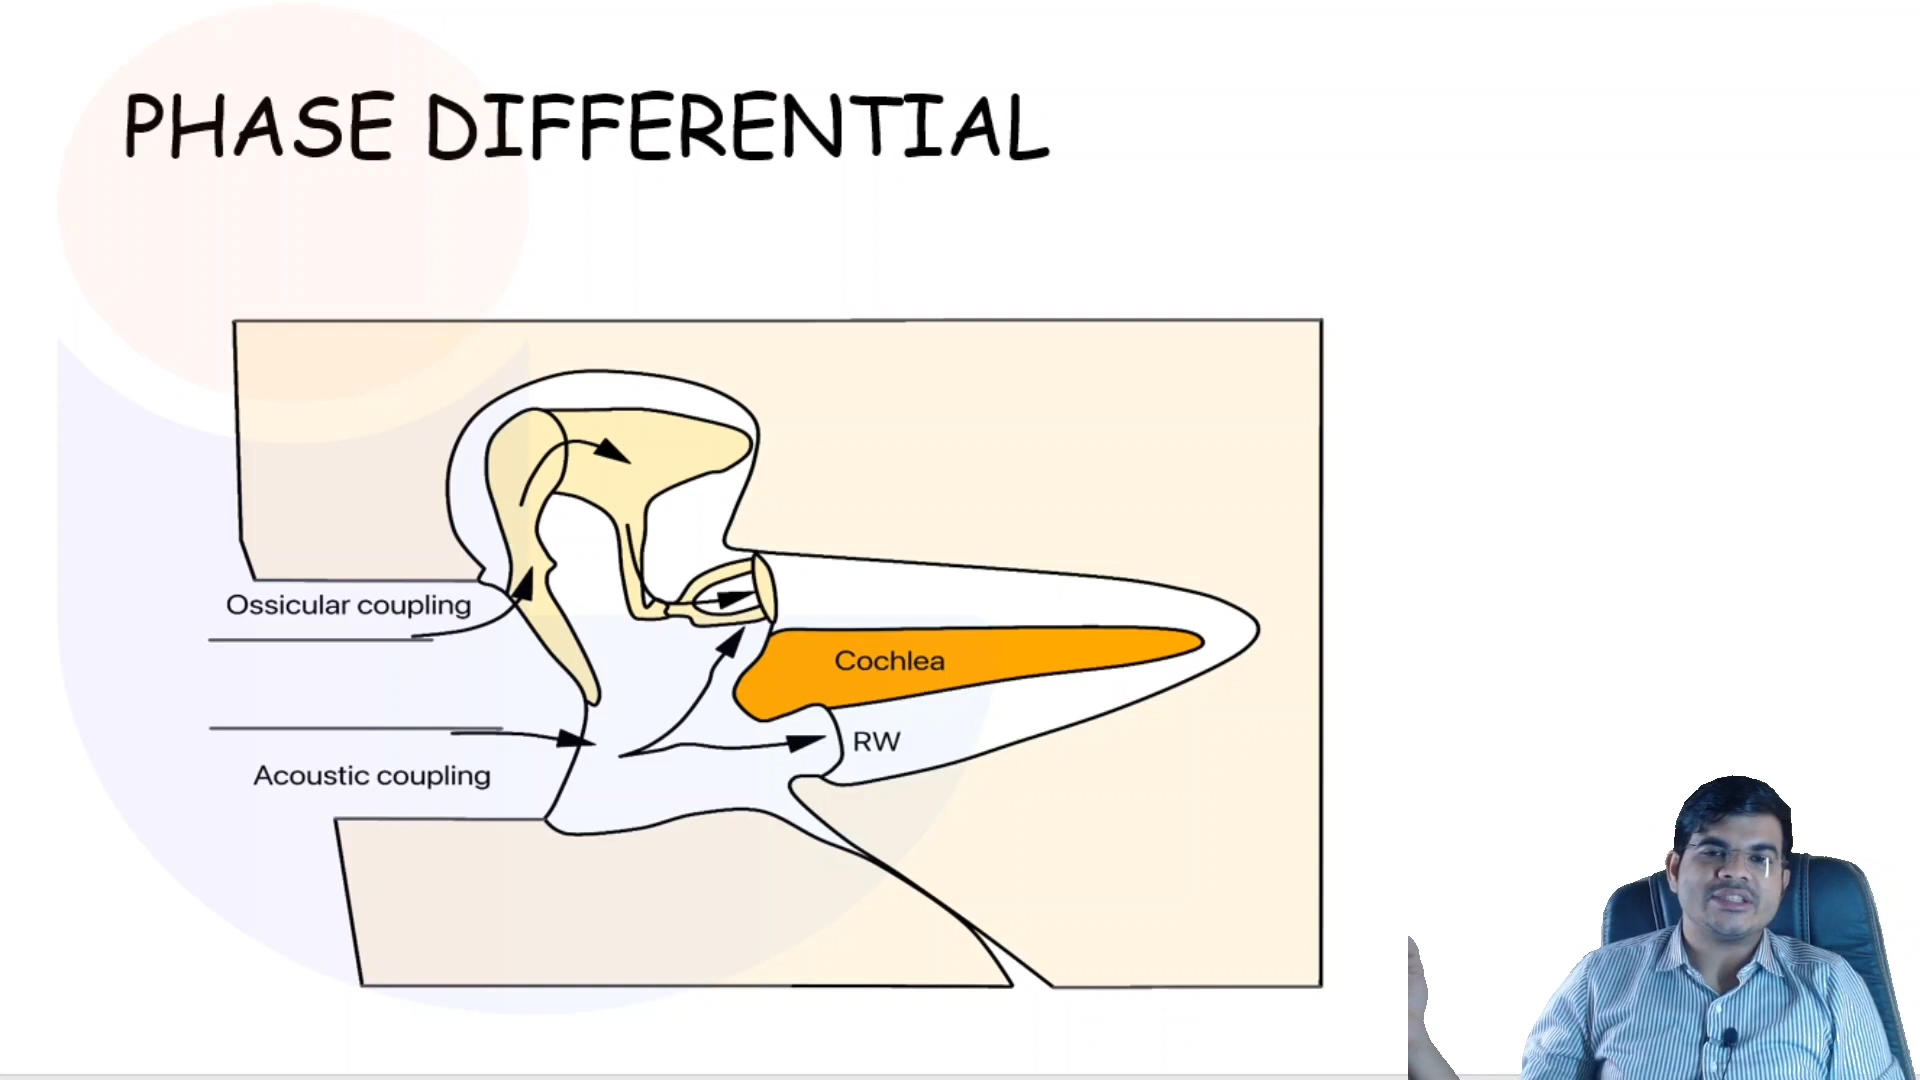 PHASE DIFFERENTIAL
Ossicular coupling
Cochlea
RW
Acoustic coupling